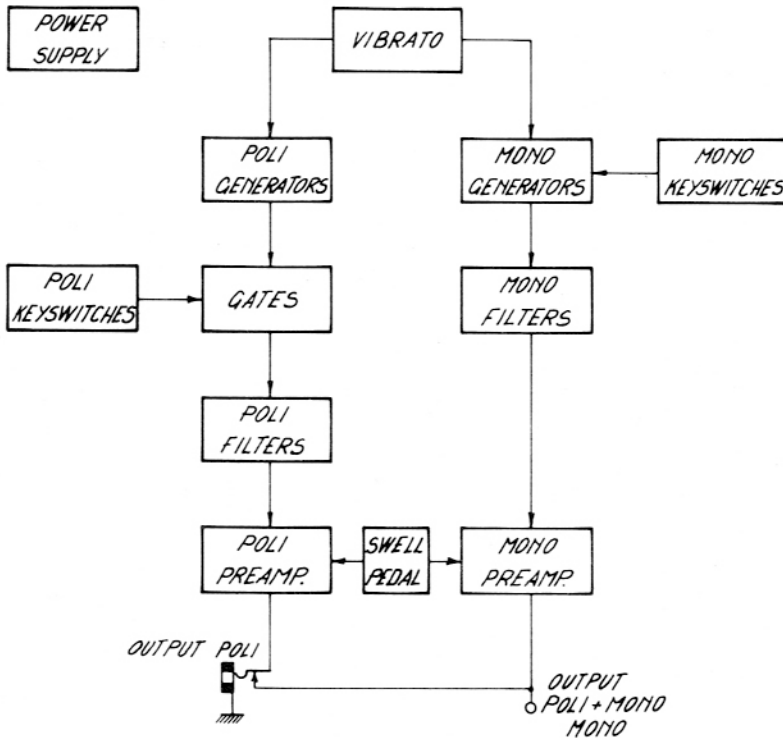 POWER
SUPPLY
VIBRATO
POLI
GENERATORS
MONO
GENERATORS
MONO
KEYSWITCHES
POLI
KEYSWITCHES
GATES
MONO
FILTERS
POLI
FILTERS
POLI
PREAMP.
SWELL
PEDAL
MONO
PREAMP.
OUTPUT POLI
OUTPUT
POLI + MONO
MONO